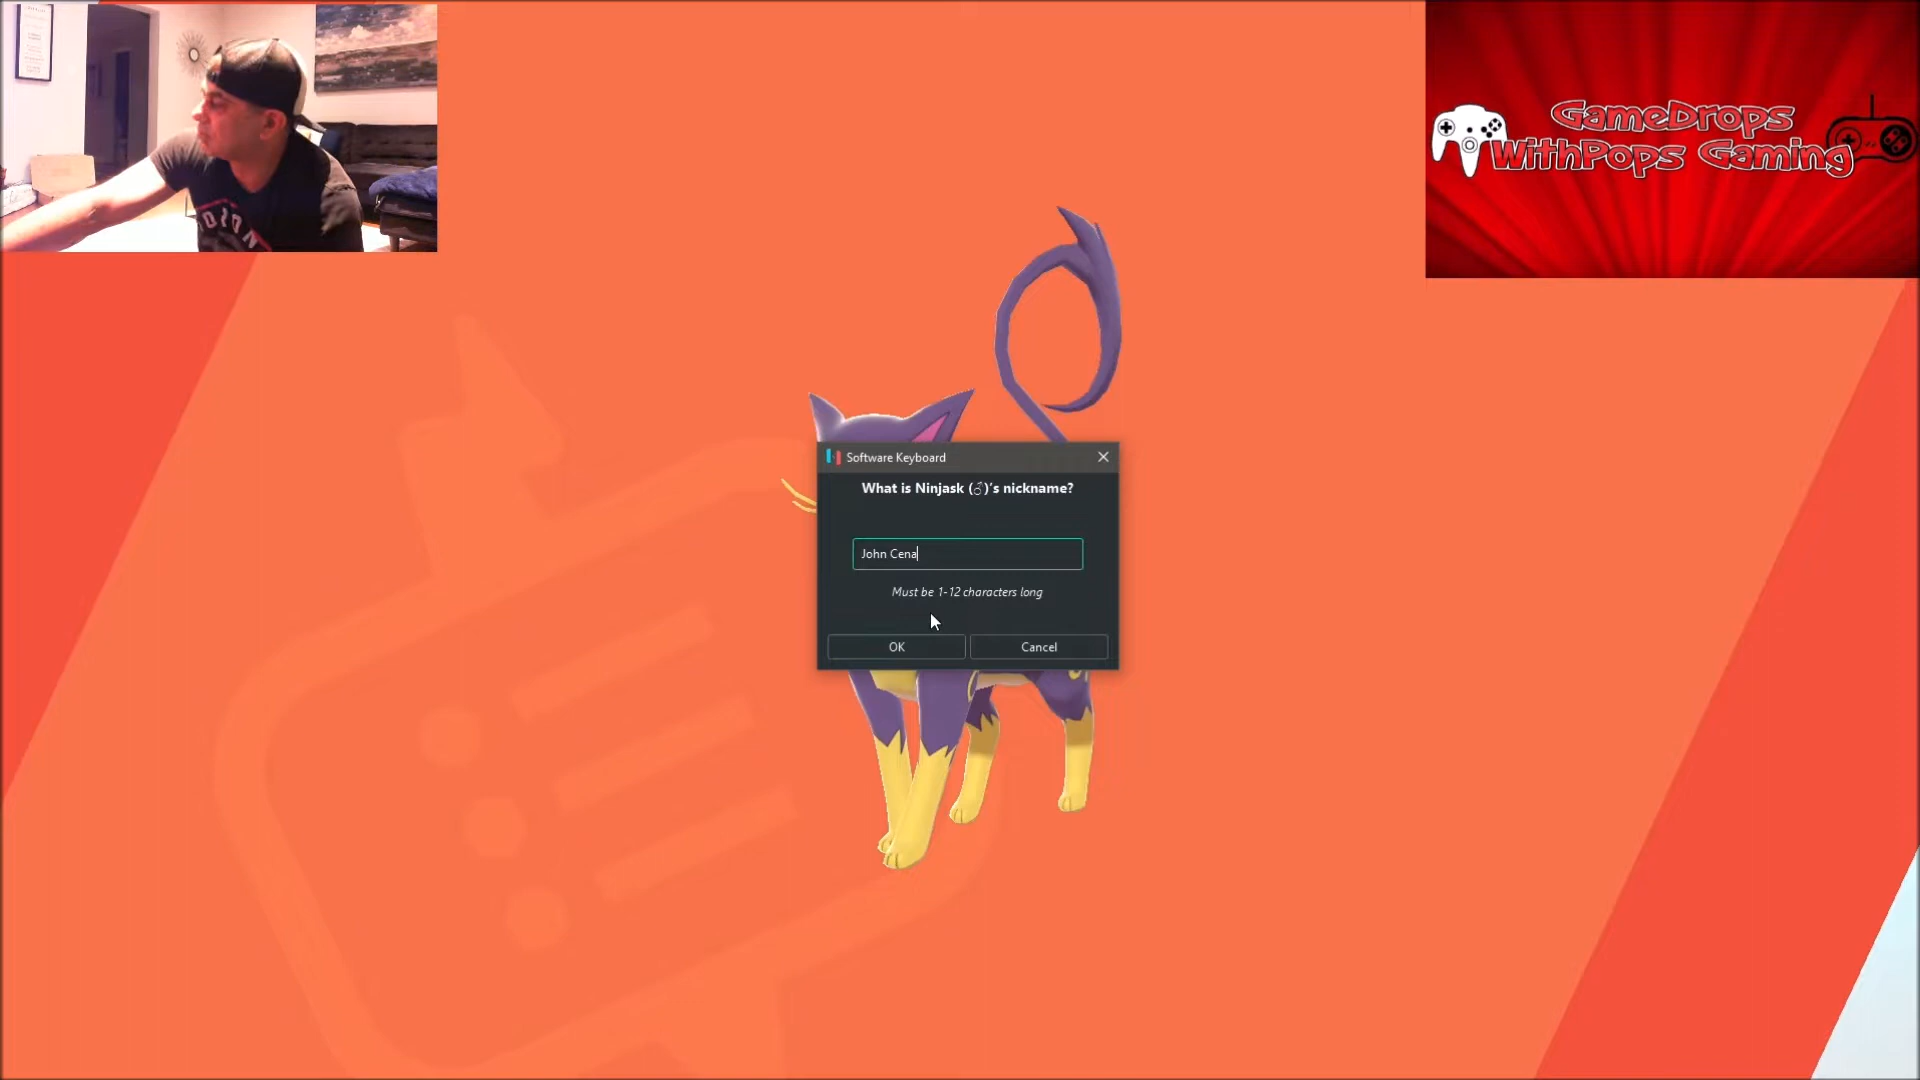 GameDrops
WithPops Gaming
Software Keyboard
What is Ninjask (♂)'s nickname?
John Cena
Must be 1-12 characters long
OK
Cancel